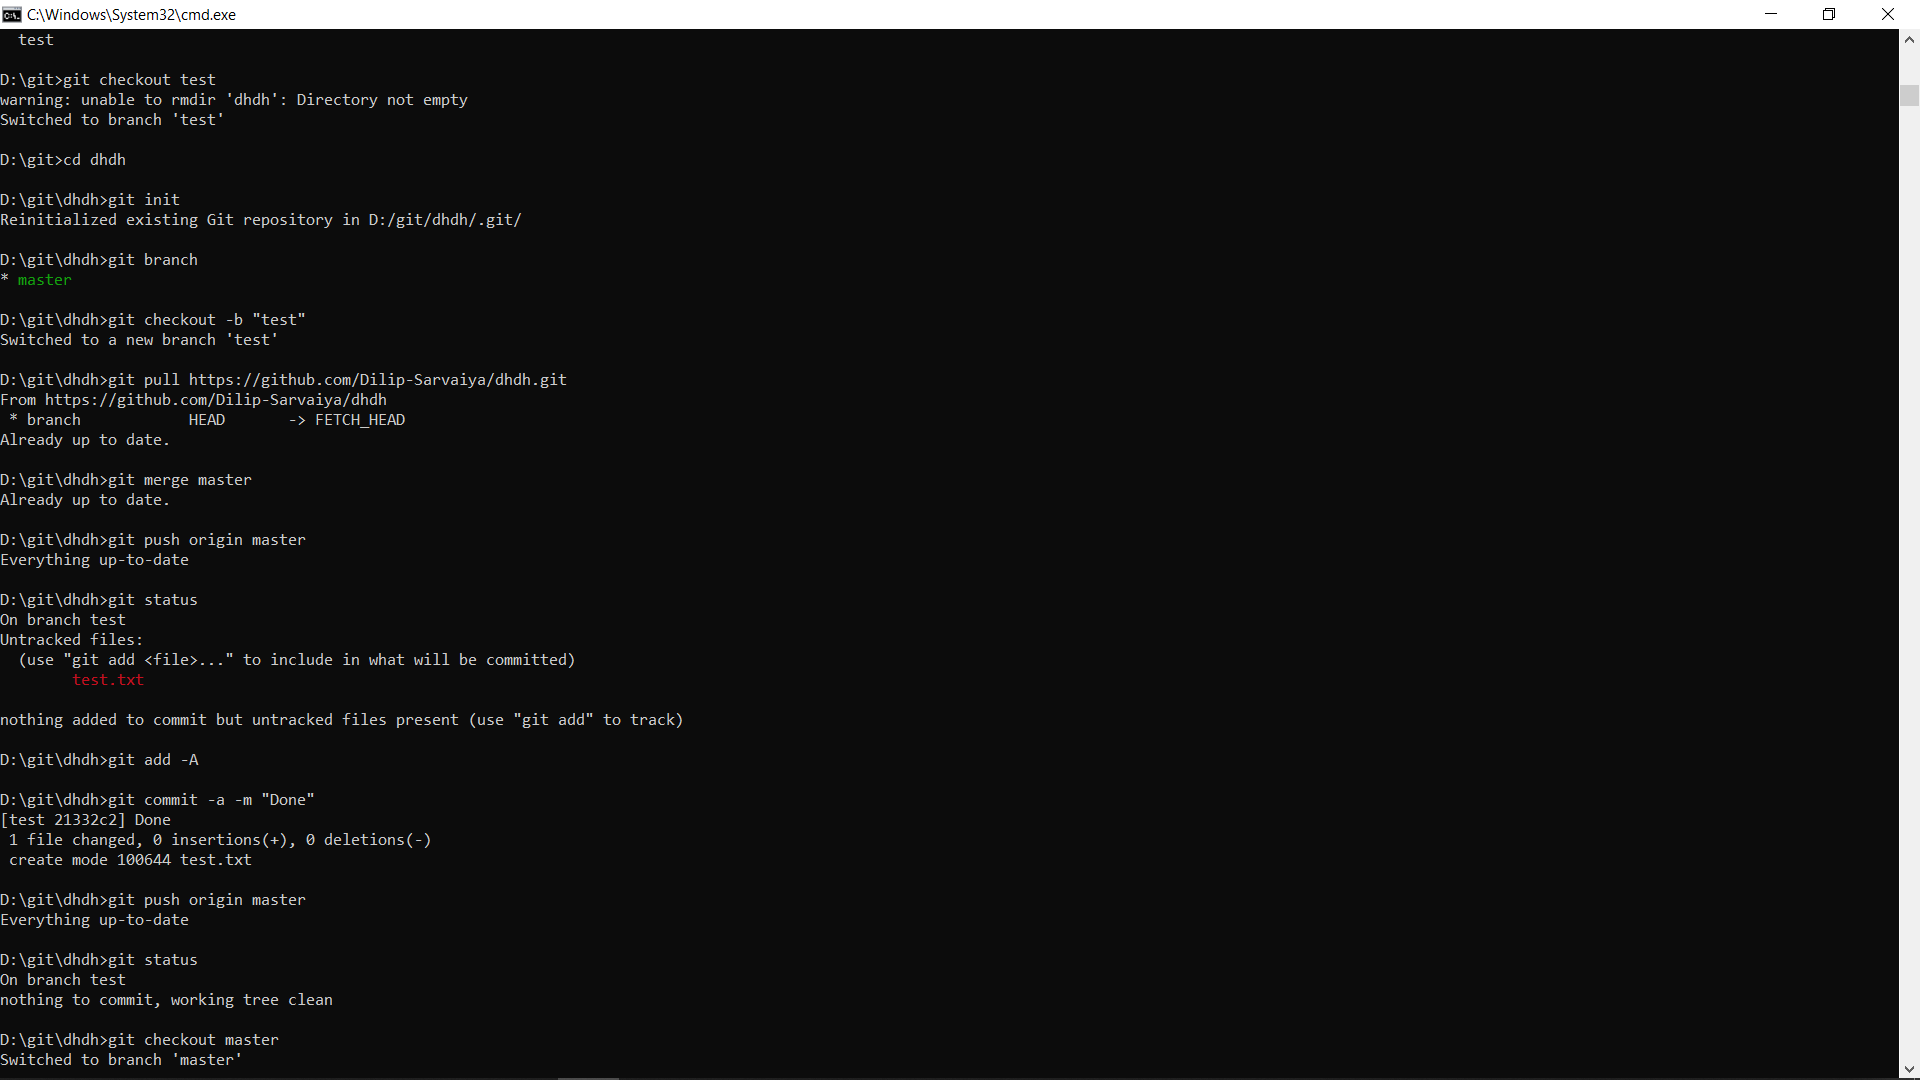 C:\Windows\System32\cmd.exe
test
D:\git>git checkout test
warning: unable to rmdir 'dhdh': Directory not empty
Switched to branch 'test'
D:\git>cd dhdh
D:\git\dhdh>git init
Reinitialized existing Git repository in D:/git/dhdh/.git/
D:\git\dhdh>git branch
* master
D:\git\dhdh>git checkout -b "test"
Switched to a new branch 'test'
D:\git\dhdh>git pull https://github.com/Dilip-Sarvaiya/dhdh.git
From https://github.com/Dilip-Sarvaiya/dhdh
* branch            HEAD       -> FETCH_HEAD
Already up to date.
D:\git\dhdh>git merge master
Already up to date.
D:\git\dhdh>git push origin master
Everything up-to-date
D:\git\dhdh>git status
On branch test
Untracked files:
(use "git add <file>..." to include in what will be committed)
test.txt
nothing added to commit but untracked files present (use "git add" to track)
D:\git\dhdh>git add -A
D:\git\dhdh>git commit -a -m "Done"
[test 21332c2] Done
1 file changed, 0 insertions(+), 0 deletions(-)
create mode 100644 test.txt
D:\git\dhdh>git push origin master
Everything up-to-date
D:\git\dhdh>git status
On branch test
nothing to commit, working tree clean
D:\git\dhdh>git checkout master
Switched to branch 'master'